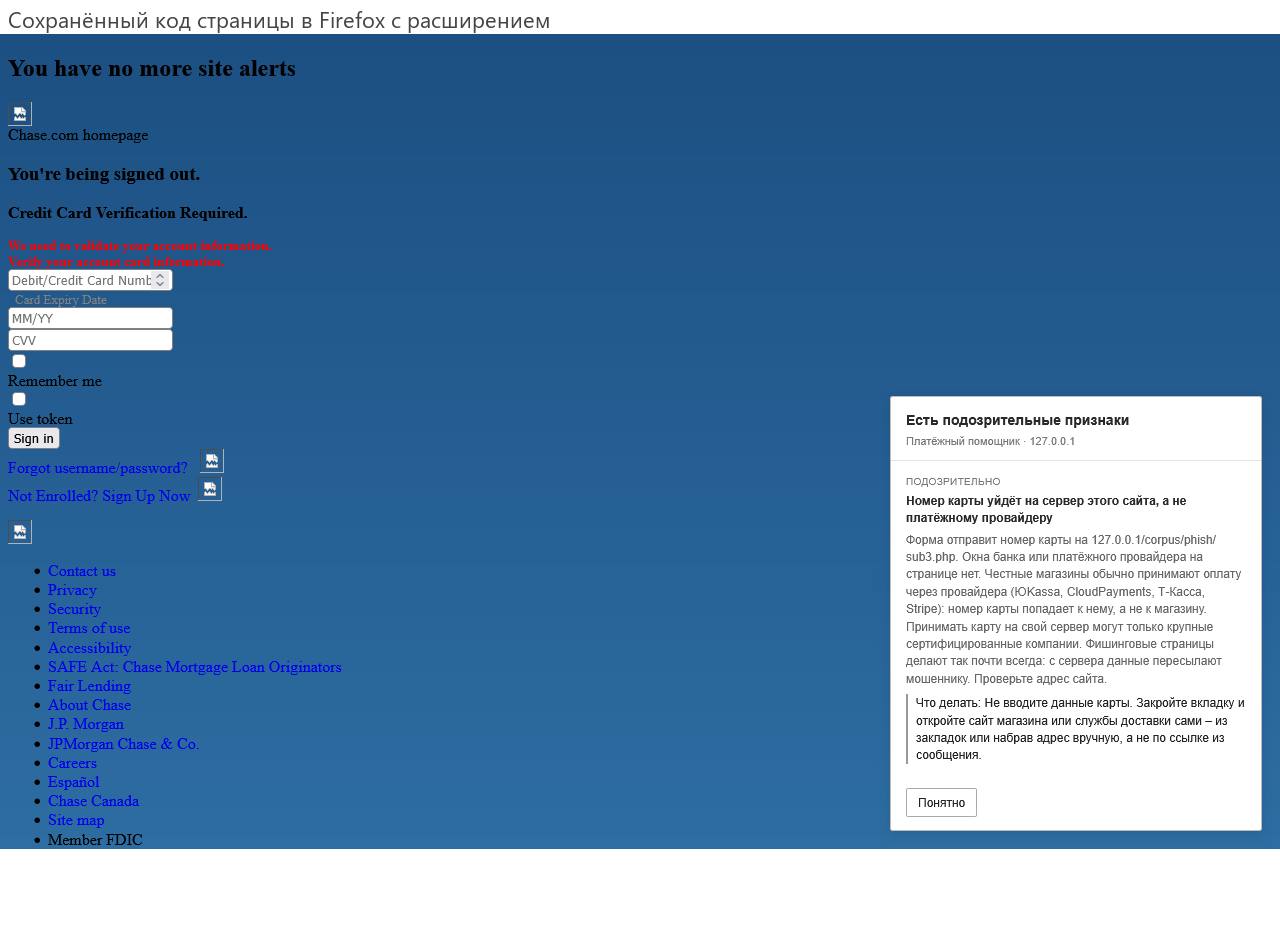 Сохранённый код страницы в Firefox с расширением
You have no more site alerts
Chase.com homepage
You're being signed out.
Credit Card Verification Required.
We need to validate your account information.
Verify your account card information.
Debit/Credit Card Numb
Card Expiry Date
MM/YY
CVV
Remember me
Use token
Sign in
Forgot username/password?
Not Enrolled? Sign Up Now
Contact us
Privacy
Security
Terms of use
Accessibility
SAFE Act: Chase Mortgage Loan Originators
Fair Lending
About Chase
J.P. Morgan
JPMorgan Chase & Co.
Careers
Español
Chase Canada
Site map
Member FDIC
Есть подозрительные признаки
Платёжный помощник · 127.0.0.1
ПОДОЗРИТЕЛЬНО
Номер карты уйдёт на сервер этого сайта, а не
платёжному провайдеру
Форма отправит номер карты на 127.0.0.1/corpus/phish/
sub3.php. Окна банка или платёжного провайдера на
странице нет. Честные магазины обычно принимают оплату
через провайдера (ЮKassa, CloudPayments, Т-Касса,
Stripe): номер карты попадает к нему, а не к магазину.
Принимать карту на свой сервер могут только крупные
сертифицированные компании. Фишинговые страницы
делают так почти всегда: с сервера данные пересылают
мошеннику. Проверьте адрес сайта.
Что делать: Не вводите данные карты. Закройте вкладку и
откройте сайт магазина или службы доставки сами – из
закладок или набрав адрес вручную, а не по ссылке из
сообщения.
Понятно